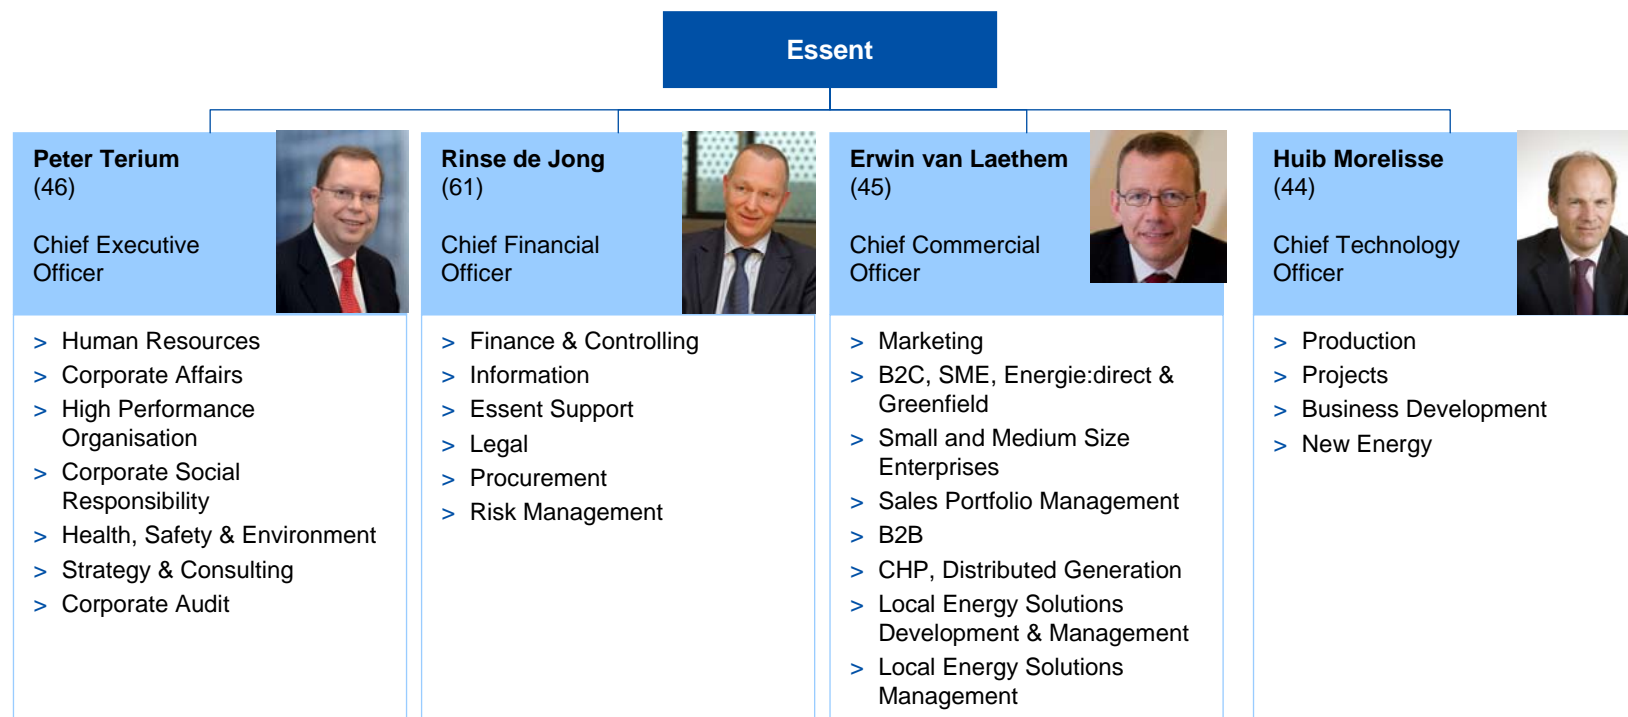 Essent
Peter Terium
(46)
Chief Executive
Officer
> Human Resources
> Corporate Affairs
> High Performance
Organisation
> Corporate Social
Responsibility
> Health, Safety & Environment
> Strategy & Consulting
> Corporate Audit
Rinse de Jong
(61)
Chief Financial
Officer
> Finance & Controlling
> Information
> Essent Support
> Legal
> Procurement
> Risk Management
Erwin van Laethem
(45)
Chief Commercial
Officer
> Marketing
> B2C, SME, Energie:direct &
Greenfield
> Small and Medium Size
Enterprises
> Sales Portfolio Management
> B2B
> CHP, Distributed Generation
> Local Energy Solutions
Development & Management
> Local Energy Solutions
Management
Huib Morelisse
(44)
Chief Technology
Officer
> Production
> Projects
> Business Development
> New Energy